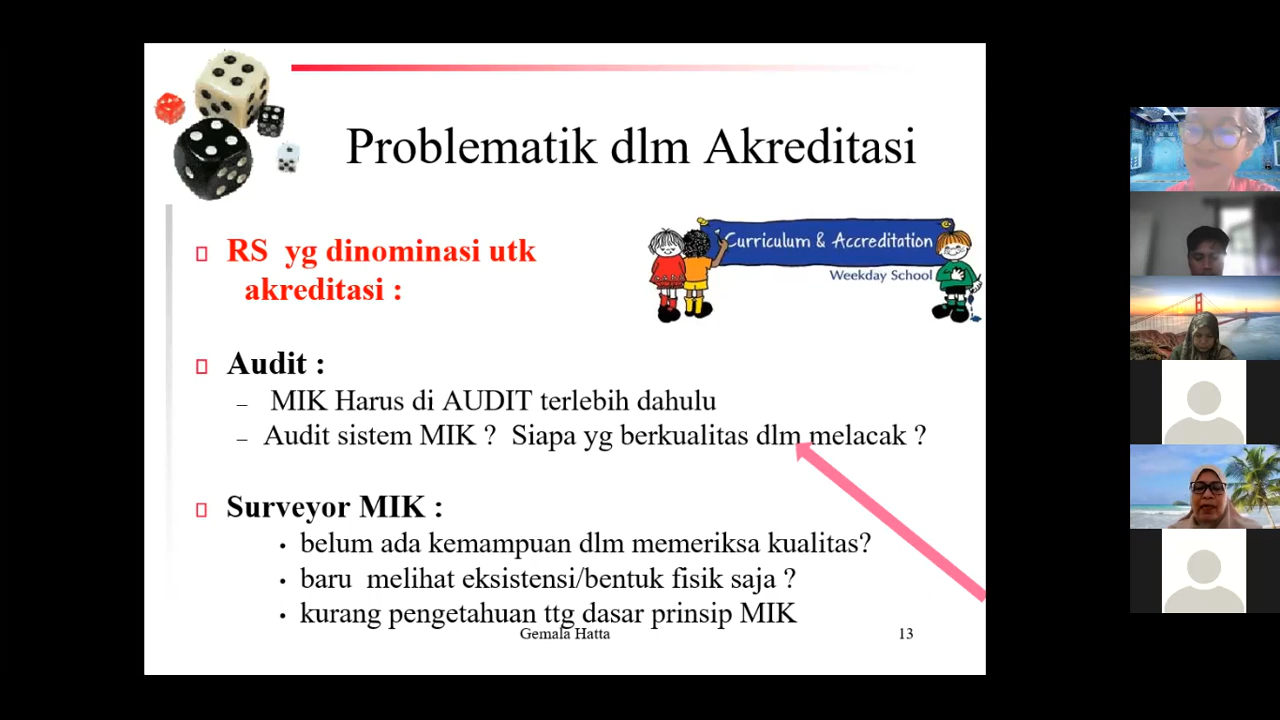 Problematik dlm Akreditasi
RS yg dinominasi utk
akreditasi :
Curriculum & Accreditation
Weekday School
Audit :
– MIK Harus di AUDIT terlebih dahulu
– Audit sistem MIK ? Siapa yg berkualitas dlm melacak ?
Surveyor MIK :
• belum ada kemampuan dlm memeriksa kualitas?
• baru melihat eksistensi/bentuk fisik saja ?
• kurang pengetahuan ttg dasar prinsip MIK
Gemala Hatta
13